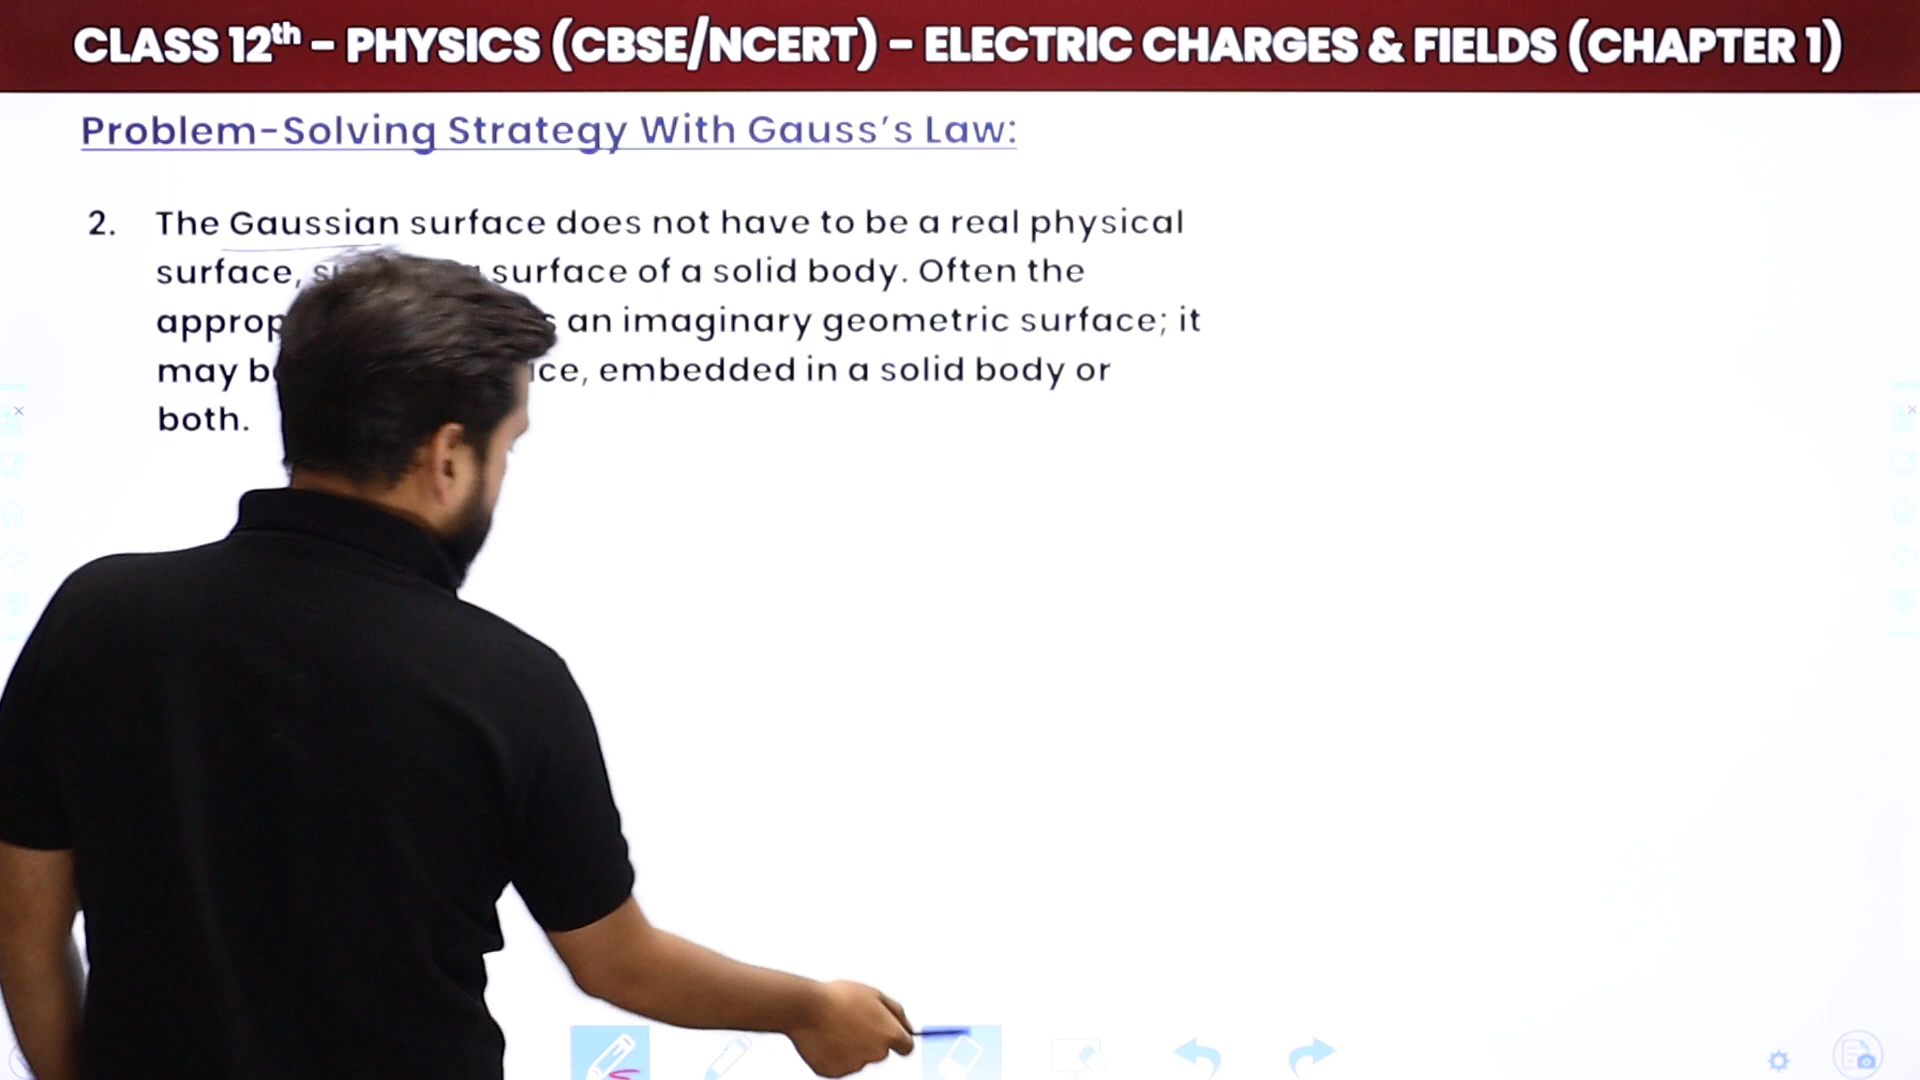 CLASS 12th – PHYSICS (CBSE/NCERT) – ELECTRIC CHARGES & FIELDS (CHAPTER 1)
Problem-Solving Strategy With Gauss's Law:
2. The Gaussian surface does not have to be a real physical
surface, surface of a solid body. Often the
an imaginary geometric surface; it
may embedded in a solid body or
both.